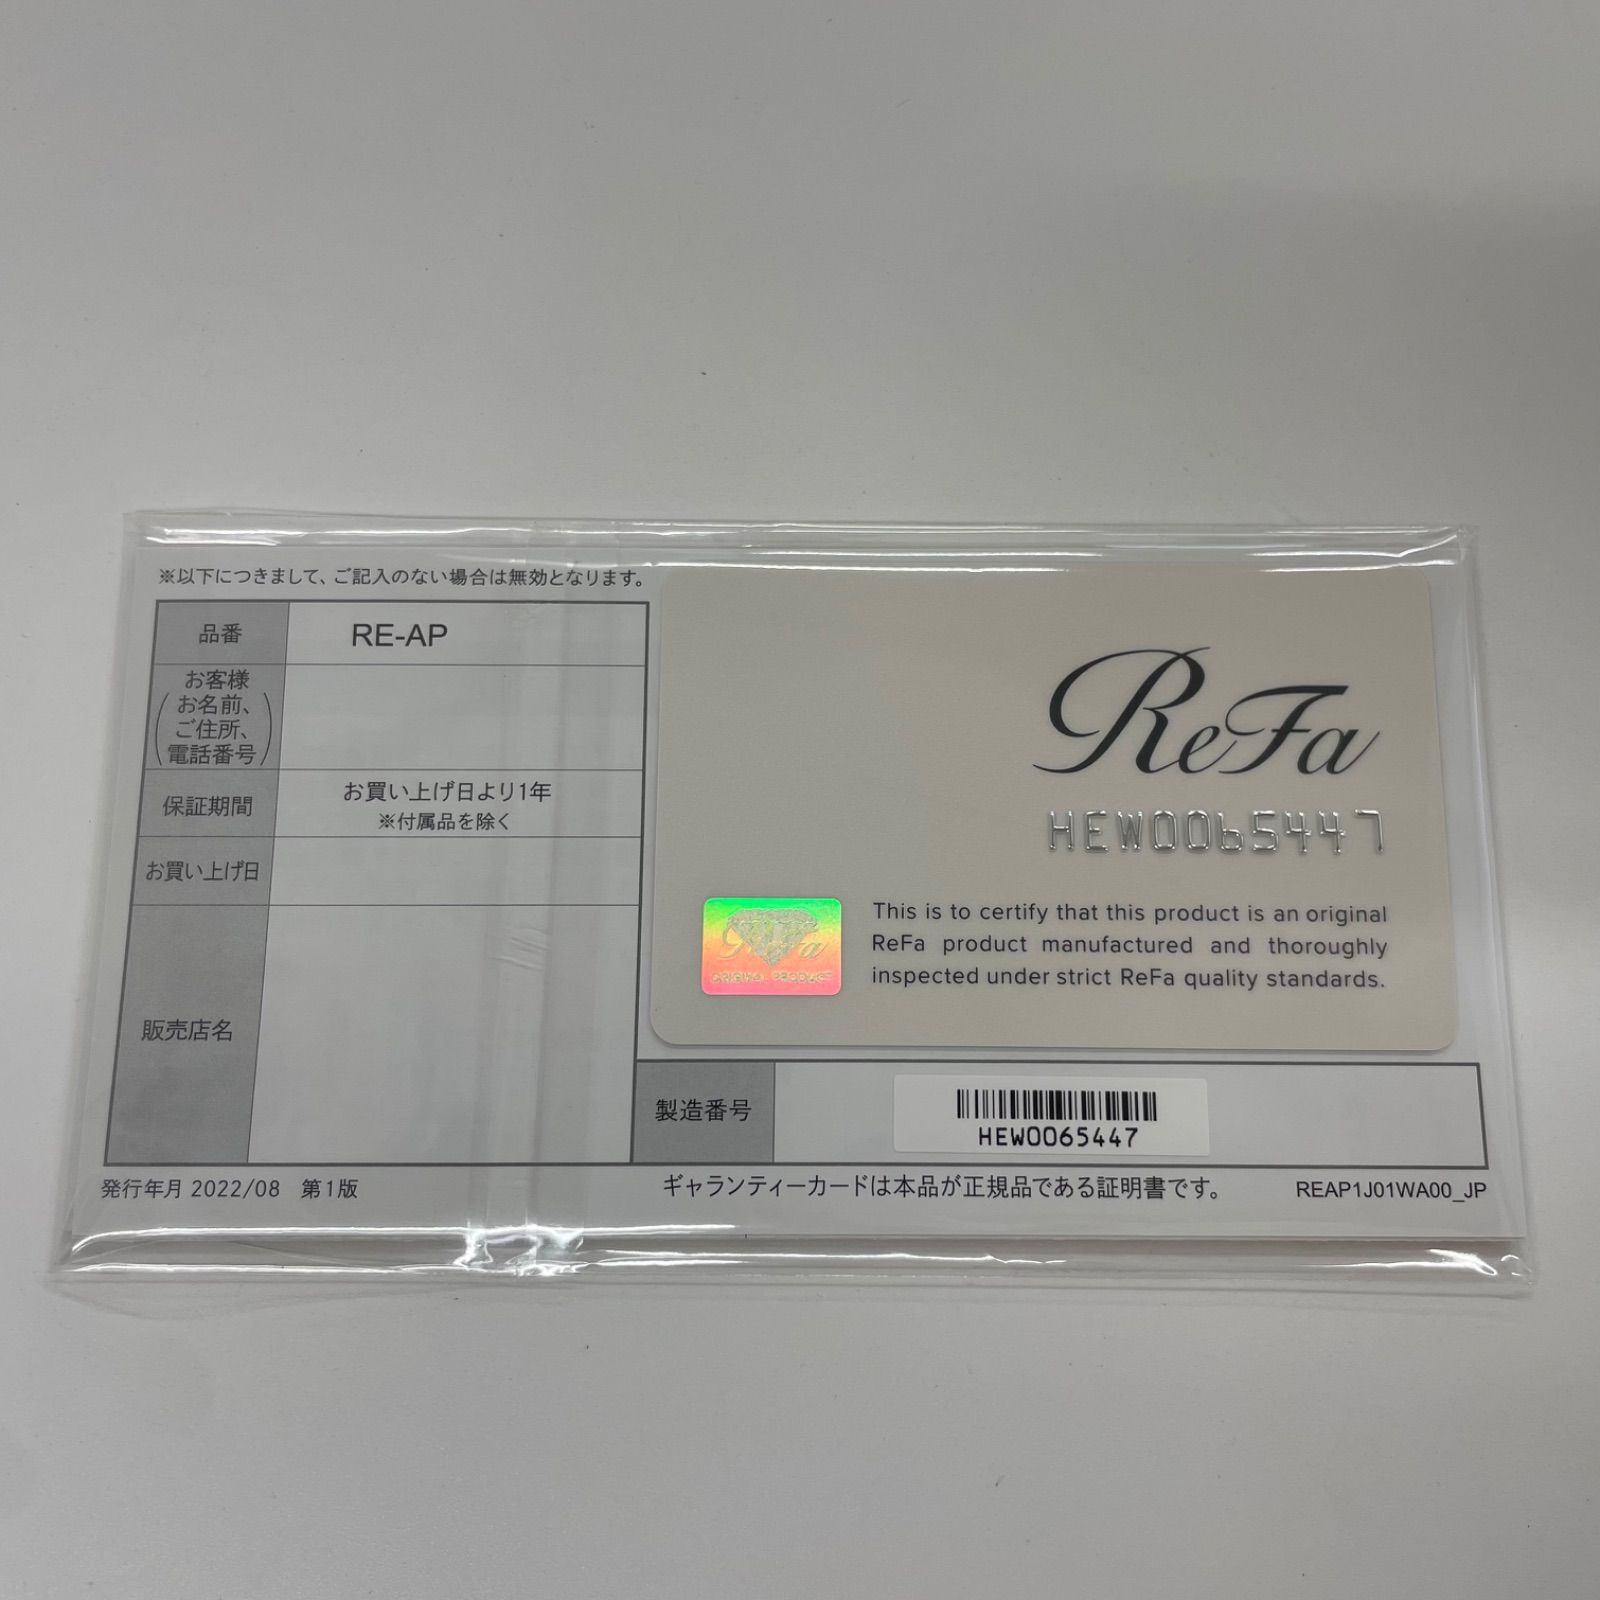 ※以下につきまして、ご記入のない場合は無効となります。
品番 RE-AP
お客様
お名前、
ご住所、
電話番号
保証期間 お買い上げ日より1年
※付属品を除く
お買い上げ日
販売店名
ReFa
HEW0065447
ReFa
ORIGINAL PRODUCT
This is to certify that this product is an original
ReFa product manufactured and thoroughly
inspected under strict ReFa quality standards.
製造番号
HEW0065447
発行年月 2022/08 第1版
ギャランティーカードは本品が正規品である証明書です。
REAP1J01WA00_JP